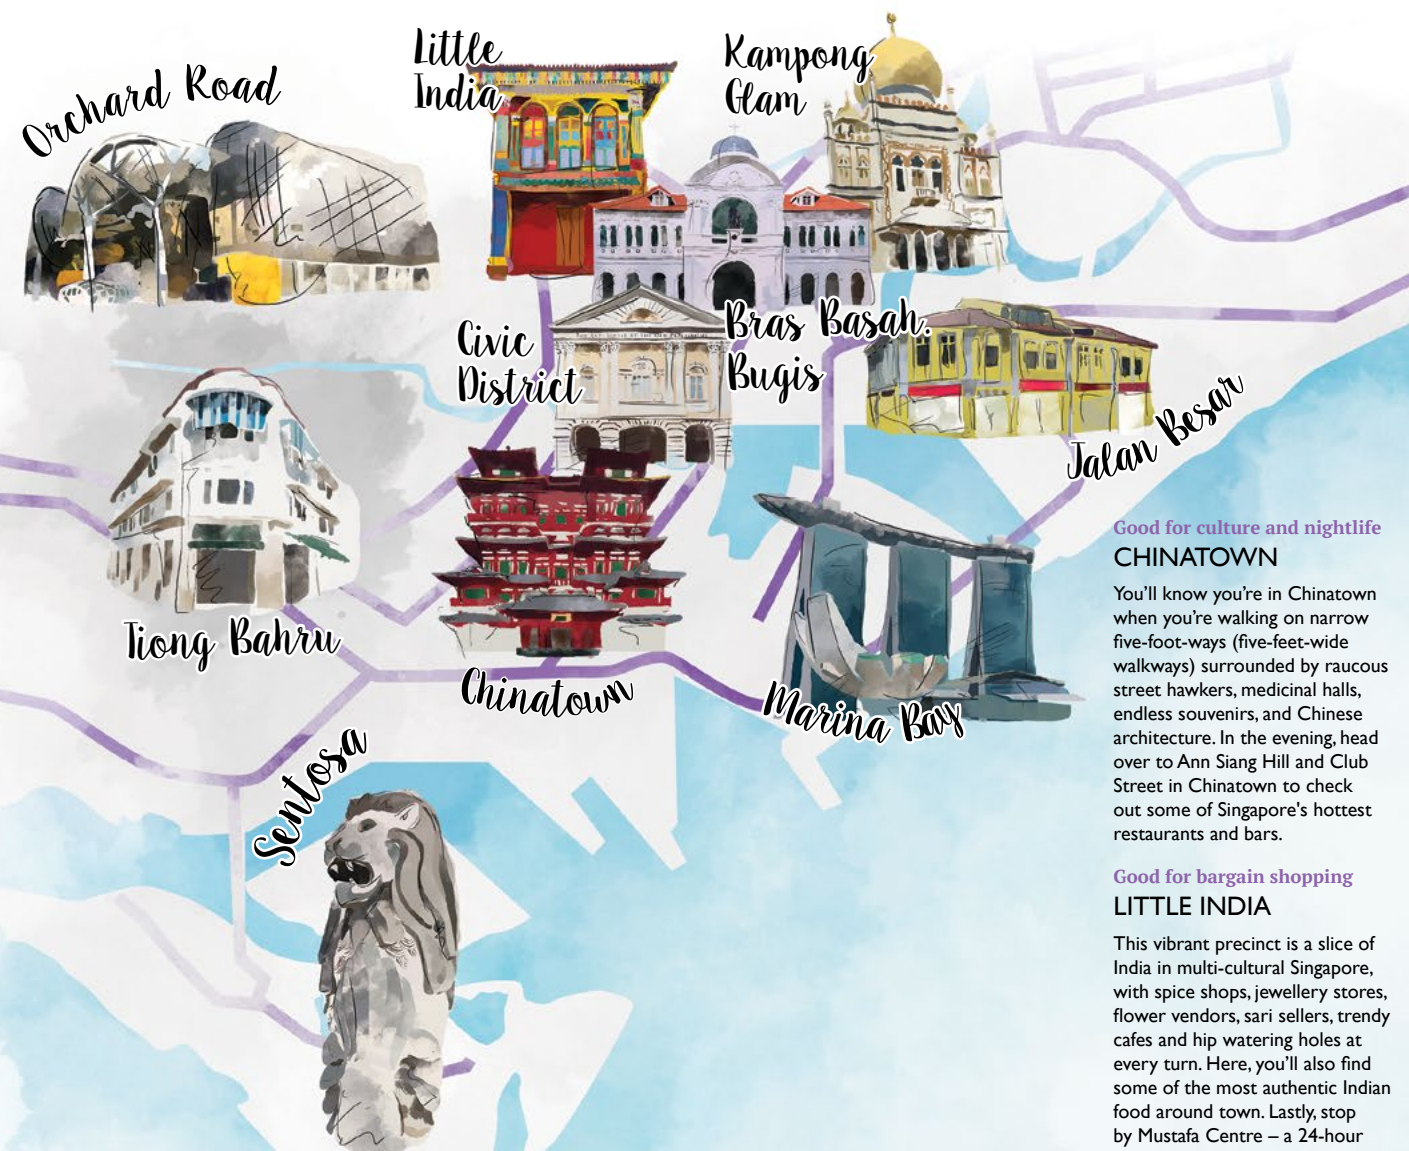 Orchard Road
Little
India
Kampong
Glam
Civic
District
Bras Basah.
Bugis
Jalan Besar
Tiong Bahru
Chinatown
Marina Bay
Sentosa
Good for culture and nightlife
CHINATOWN
You’ll know you’re in Chinatown
when you’re walking on narrow
five-foot-ways (five-feet-wide
walkways) surrounded by raucous
street hawkers, medicinal halls,
endless souvenirs, and Chinese
architecture. In the evening, head
over to Ann Siang Hill and Club
Street in Chinatown to check
out some of Singapore's hottest
restaurants and bars.
Good for bargain shopping
LITTLE INDIA
This vibrant precinct is a slice of
India in multi-cultural Singapore,
with spice shops, jewellery stores,
flower vendors, sari sellers, trendy
cafes and hip watering holes at
every turn. Here, you’ll also find
some of the most authentic Indian
food around town. Lastly, stop
by Mustafa Centre – a 24-hour